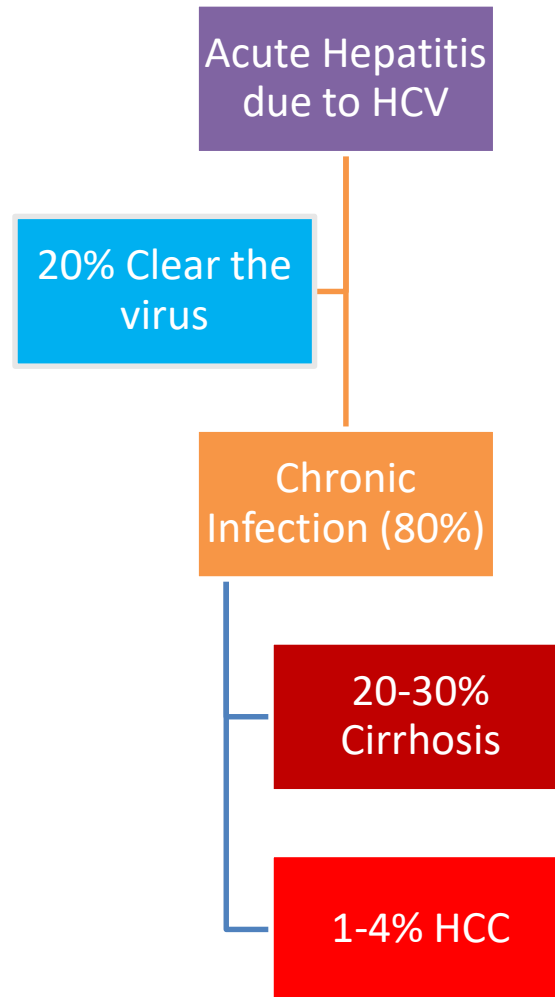 Acute Hepatitis
due to HCV
20% Clear the
virus
Chronic
Infection (80%)
20-30%
Cirrhosis
1-4% HCC